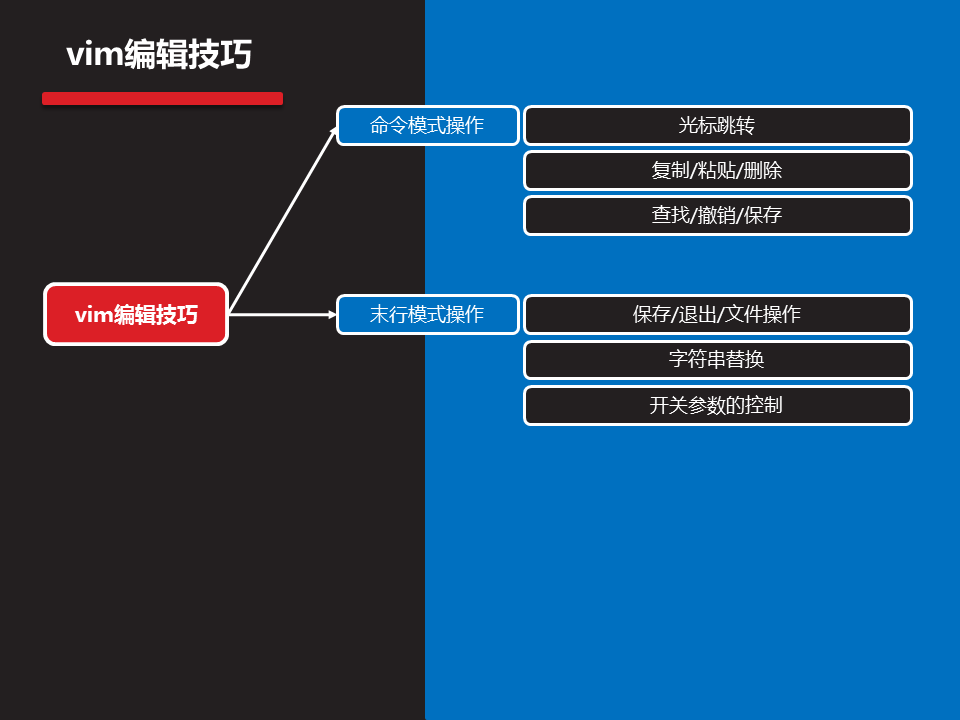 vim编辑技巧
命令模式操作
光标跳转
复制/粘贴/删除
查找/撤销/保存
vim编辑技巧
末行模式操作
保存/退出/文件操作
字符串替换
开关参数的控制